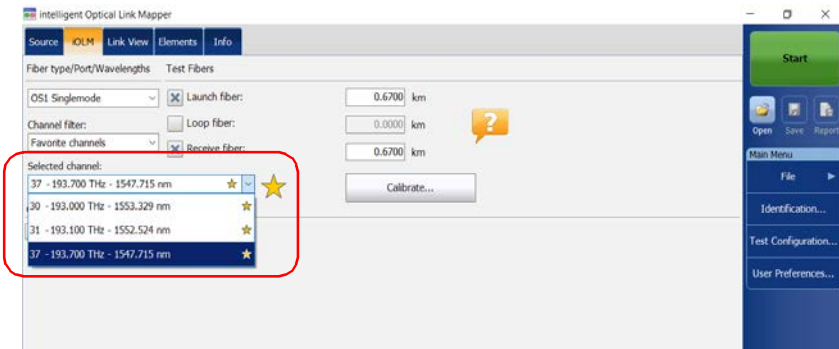 intelligent Optical Link Mapper
Source iOLM Link View Elements Info
Fiber type/Port/Wavelengths Test Fibers
OS1 Singlemode
Launch fiber: 0.6700 km
Channel filter:
Loop fiber: 0.0000 km
Favorite channels
Receive fiber: 0.6700 km
Selected channel:
37 - 193.700 THz - 1547.715 nm
Calibrate...
30 - 193.000 THz - 1553.329 nm
31 - 193.100 THz - 1552.524 nm
37 - 193.700 THz - 1547.715 nm
?
Start
Open Save Report
Main Menu
File
Identification...
Test Configuration...
User Preferences...